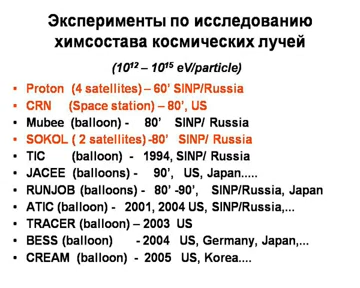 Эксперименты по исследованию
химсостава космических лучей
(10¹² – 10¹⁵ eV/particle)
• Proton (4 satellites) – 60' SINP/Russia
• CRN (Space station) – 80', US
• Mubee (balloon) - 80' SINP/ Russia
• SOKOL ( 2 satellites) -80' SINP/ Russia
• TIC (balloon) - 1994, SINP/ Russia
• JACEE (balloons) - 90', US, Japan.....
• RUNJOB (balloons) - 80' -90', SINP/Russia, Japan
• ATIC (balloon) - 2001, 2004 US, SINP/Russia,...
• TRACER (balloon) – 2003 US
• BESS (balloon) - 2004 US, Germany, Japan,...
• CREAM (balloon) - 2005 US, Korea....